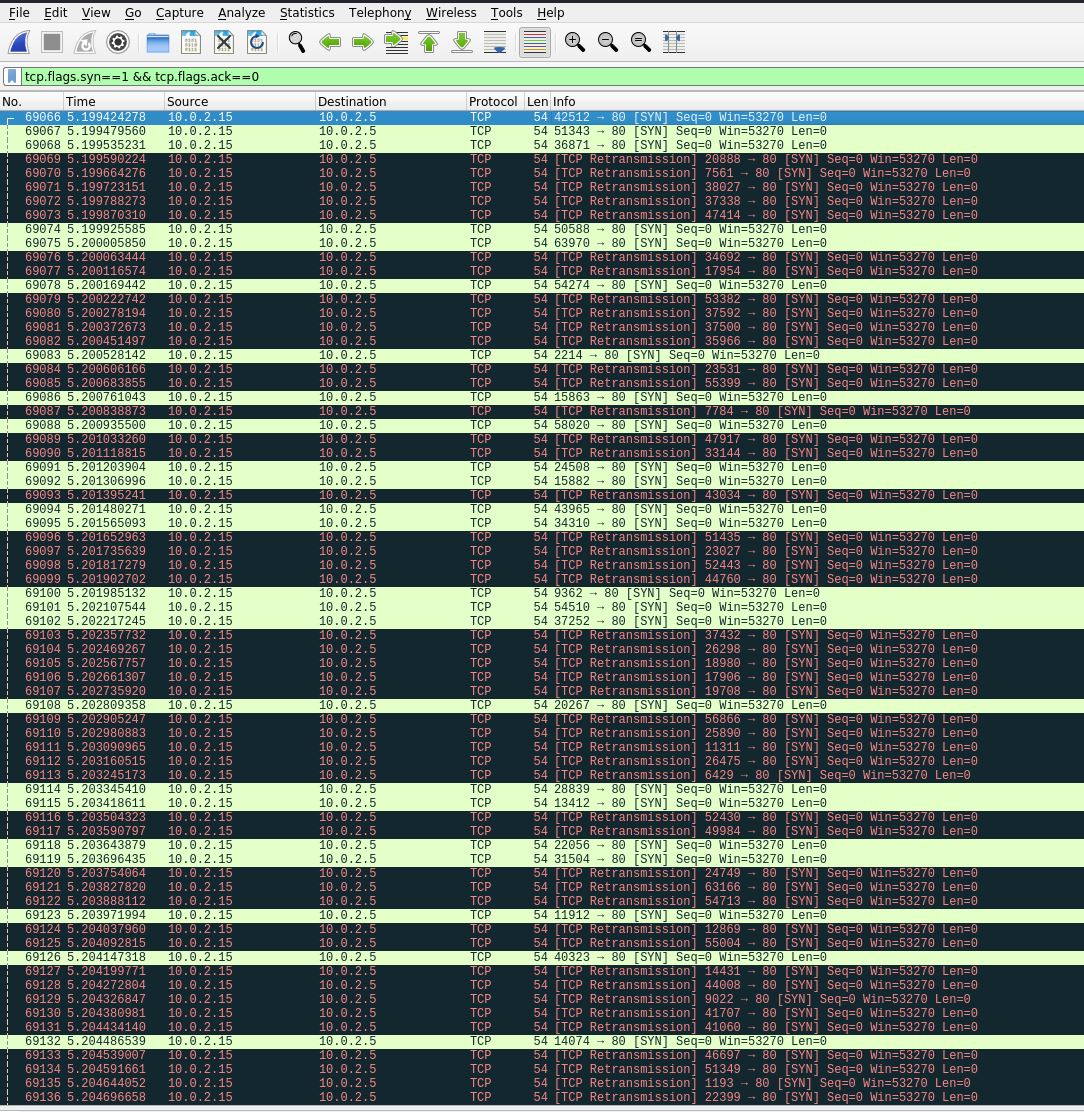 File Edit View Go Capture Analyze Statistics Telephony Wireless Tools Help
tcp.flags.syn==1 && tcp.flags.ack==0
No. Time Source Destination Protocol Len Info
69066 5.199424278 10.0.2.15 10.0.2.5 TCP 54 42512 → 80 [SYN] Seq=0 Win=53270 Len=0
69067 5.199479560 10.0.2.15 10.0.2.5 TCP 54 51343 → 80 [SYN] Seq=0 Win=53270 Len=0
69068 5.199535231 10.0.2.15 10.0.2.5 TCP 54 36871 → 80 [SYN] Seq=0 Win=53270 Len=0
69069 5.199590224 10.0.2.15 10.0.2.5 TCP 54 [TCP Retransmission] 20888 → 80 [SYN] Seq=0 Win=53270 Len=0
69070 5.199664276 10.0.2.15 10.0.2.5 TCP 54 [TCP Retransmission] 7561 → 80 [SYN] Seq=0 Win=53270 Len=0
69071 5.199723151 10.0.2.15 10.0.2.5 TCP 54 [TCP Retransmission] 38027 → 80 [SYN] Seq=0 Win=53270 Len=0
69072 5.199788273 10.0.2.15 10.0.2.5 TCP 54 [TCP Retransmission] 37338 → 80 [SYN] Seq=0 Win=53270 Len=0
69073 5.199870310 10.0.2.15 10.0.2.5 TCP 54 [TCP Retransmission] 47414 → 80 [SYN] Seq=0 Win=53270 Len=0
69074 5.199925585 10.0.2.15 10.0.2.5 TCP 54 50588 → 80 [SYN] Seq=0 Win=53270 Len=0
69075 5.200005850 10.0.2.15 10.0.2.5 TCP 54 63970 → 80 [SYN] Seq=0 Win=53270 Len=0
69076 5.200063444 10.0.2.15 10.0.2.5 TCP 54 [TCP Retransmission] 34692 → 80 [SYN] Seq=0 Win=53270 Len=0
69077 5.200116574 10.0.2.15 10.0.2.5 TCP 54 [TCP Retransmission] 17954 → 80 [SYN] Seq=0 Win=53270 Len=0
69078 5.200169442 10.0.2.15 10.0.2.5 TCP 54 54274 → 80 [SYN] Seq=0 Win=53270 Len=0
69079 5.200222742 10.0.2.15 10.0.2.5 TCP 54 [TCP Retransmission] 53382 → 80 [SYN] Seq=0 Win=53270 Len=0
69080 5.200278194 10.0.2.15 10.0.2.5 TCP 54 [TCP Retransmission] 37592 → 80 [SYN] Seq=0 Win=53270 Len=0
69081 5.200372673 10.0.2.15 10.0.2.5 TCP 54 [TCP Retransmission] 37500 → 80 [SYN] Seq=0 Win=53270 Len=0
69082 5.200451497 10.0.2.15 10.0.2.5 TCP 54 [TCP Retransmission] 35966 → 80 [SYN] Seq=0 Win=53270 Len=0
69083 5.200528142 10.0.2.15 10.0.2.5 TCP 54 2214 → 80 [SYN] Seq=0 Win=53270 Len=0
69084 5.200606166 10.0.2.15 10.0.2.5 TCP 54 [TCP Retransmission] 23531 → 80 [SYN] Seq=0 Win=53270 Len=0
69085 5.200683855 10.0.2.15 10.0.2.5 TCP 54 [TCP Retransmission] 55399 → 80 [SYN] Seq=0 Win=53270 Len=0
69086 5.200761043 10.0.2.15 10.0.2.5 TCP 54 15863 → 80 [SYN] Seq=0 Win=53270 Len=0
69087 5.200838873 10.0.2.15 10.0.2.5 TCP 54 [TCP Retransmission] 7784 → 80 [SYN] Seq=0 Win=53270 Len=0
69088 5.200935500 10.0.2.15 10.0.2.5 TCP 54 58020 → 80 [SYN] Seq=0 Win=53270 Len=0
69089 5.201033260 10.0.2.15 10.0.2.5 TCP 54 [TCP Retransmission] 47917 → 80 [SYN] Seq=0 Win=53270 Len=0
69090 5.201118815 10.0.2.15 10.0.2.5 TCP 54 [TCP Retransmission] 33144 → 80 [SYN] Seq=0 Win=53270 Len=0
69091 5.201203904 10.0.2.15 10.0.2.5 TCP 54 24508 → 80 [SYN] Seq=0 Win=53270 Len=0
69092 5.201306996 10.0.2.15 10.0.2.5 TCP 54 15882 → 80 [SYN] Seq=0 Win=53270 Len=0
69093 5.201395241 10.0.2.15 10.0.2.5 TCP 54 [TCP Retransmission] 43034 → 80 [SYN] Seq=0 Win=53270 Len=0
69094 5.201480271 10.0.2.15 10.0.2.5 TCP 54 43965 → 80 [SYN] Seq=0 Win=53270 Len=0
69095 5.201565093 10.0.2.15 10.0.2.5 TCP 54 34310 → 80 [SYN] Seq=0 Win=53270 Len=0
69096 5.201652963 10.0.2.15 10.0.2.5 TCP 54 [TCP Retransmission] 51435 → 80 [SYN] Seq=0 Win=53270 Len=0
69097 5.201735639 10.0.2.15 10.0.2.5 TCP 54 [TCP Retransmission] 23027 → 80 [SYN] Seq=0 Win=53270 Len=0
69098 5.201817279 10.0.2.15 10.0.2.5 TCP 54 [TCP Retransmission] 52443 → 80 [SYN] Seq=0 Win=53270 Len=0
69099 5.201902702 10.0.2.15 10.0.2.5 TCP 54 [TCP Retransmission] 44760 → 80 [SYN] Seq=0 Win=53270 Len=0
69100 5.201985132 10.0.2.15 10.0.2.5 TCP 54 9362 → 80 [SYN] Seq=0 Win=53270 Len=0
69101 5.202107544 10.0.2.15 10.0.2.5 TCP 54 54510 → 80 [SYN] Seq=0 Win=53270 Len=0
69102 5.202217245 10.0.2.15 10.0.2.5 TCP 54 37252 → 80 [SYN] Seq=0 Win=53270 Len=0
69103 5.202357732 10.0.2.15 10.0.2.5 TCP 54 [TCP Retransmission] 37432 → 80 [SYN] Seq=0 Win=53270 Len=0
69104 5.202469267 10.0.2.15 10.0.2.5 TCP 54 [TCP Retransmission] 26298 → 80 [SYN] Seq=0 Win=53270 Len=0
69105 5.202567757 10.0.2.15 10.0.2.5 TCP 54 [TCP Retransmission] 18980 → 80 [SYN] Seq=0 Win=53270 Len=0
69106 5.202661307 10.0.2.15 10.0.2.5 TCP 54 [TCP Retransmission] 17906 → 80 [SYN] Seq=0 Win=53270 Len=0
69107 5.202735920 10.0.2.15 10.0.2.5 TCP 54 [TCP Retransmission] 19708 → 80 [SYN] Seq=0 Win=53270 Len=0
69108 5.202809358 10.0.2.15 10.0.2.5 TCP 54 20267 → 80 [SYN] Seq=0 Win=53270 Len=0
69109 5.202905247 10.0.2.15 10.0.2.5 TCP 54 [TCP Retransmission] 56866 → 80 [SYN] Seq=0 Win=53270 Len=0
69110 5.202980883 10.0.2.15 10.0.2.5 TCP 54 [TCP Retransmission] 25890 → 80 [SYN] Seq=0 Win=53270 Len=0
69111 5.203090965 10.0.2.15 10.0.2.5 TCP 54 [TCP Retransmission] 11311 → 80 [SYN] Seq=0 Win=53270 Len=0
69112 5.203160515 10.0.2.15 10.0.2.5 TCP 54 [TCP Retransmission] 26475 → 80 [SYN] Seq=0 Win=53270 Len=0
69113 5.203245173 10.0.2.15 10.0.2.5 TCP 54 [TCP Retransmission] 6429 → 80 [SYN] Seq=0 Win=53270 Len=0
69114 5.203345410 10.0.2.15 10.0.2.5 TCP 54 28839 → 80 [SYN] Seq=0 Win=53270 Len=0
69115 5.203418611 10.0.2.15 10.0.2.5 TCP 54 13412 → 80 [SYN] Seq=0 Win=53270 Len=0
69116 5.203504323 10.0.2.15 10.0.2.5 TCP 54 [TCP Retransmission] 52430 → 80 [SYN] Seq=0 Win=53270 Len=0
69117 5.203590797 10.0.2.15 10.0.2.5 TCP 54 [TCP Retransmission] 49984 → 80 [SYN] Seq=0 Win=53270 Len=0
69118 5.203643879 10.0.2.15 10.0.2.5 TCP 54 22056 → 80 [SYN] Seq=0 Win=53270 Len=0
69119 5.203696435 10.0.2.15 10.0.2.5 TCP 54 31504 → 80 [SYN] Seq=0 Win=53270 Len=0
69120 5.203754064 10.0.2.15 10.0.2.5 TCP 54 [TCP Retransmission] 24749 → 80 [SYN] Seq=0 Win=53270 Len=0
69121 5.203827820 10.0.2.15 10.0.2.5 TCP 54 [TCP Retransmission] 63166 → 80 [SYN] Seq=0 Win=53270 Len=0
69122 5.203888112 10.0.2.15 10.0.2.5 TCP 54 [TCP Retransmission] 54713 → 80 [SYN] Seq=0 Win=53270 Len=0
69123 5.203971994 10.0.2.15 10.0.2.5 TCP 54 11912 → 80 [SYN] Seq=0 Win=53270 Len=0
69124 5.204037960 10.0.2.15 10.0.2.5 TCP 54 [TCP Retransmission] 12869 → 80 [SYN] Seq=0 Win=53270 Len=0
69125 5.204092815 10.0.2.15 10.0.2.5 TCP 54 [TCP Retransmission] 55004 → 80 [SYN] Seq=0 Win=53270 Len=0
69126 5.204147318 10.0.2.15 10.0.2.5 TCP 54 40323 → 80 [SYN] Seq=0 Win=53270 Len=0
69127 5.204199771 10.0.2.15 10.0.2.5 TCP 54 [TCP Retransmission] 14431 → 80 [SYN] Seq=0 Win=53270 Len=0
69128 5.204272804 10.0.2.15 10.0.2.5 TCP 54 [TCP Retransmission] 44008 → 80 [SYN] Seq=0 Win=53270 Len=0
69129 5.204326847 10.0.2.15 10.0.2.5 TCP 54 [TCP Retransmission] 9022 → 80 [SYN] Seq=0 Win=53270 Len=0
69130 5.204380981 10.0.2.15 10.0.2.5 TCP 54 [TCP Retransmission] 41707 → 80 [SYN] Seq=0 Win=53270 Len=0
69131 5.204434140 10.0.2.15 10.0.2.5 TCP 54 [TCP Retransmission] 41060 → 80 [SYN] Seq=0 Win=53270 Len=0
69132 5.204486539 10.0.2.15 10.0.2.5 TCP 54 14074 → 80 [SYN] Seq=0 Win=53270 Len=0
69133 5.204539007 10.0.2.15 10.0.2.5 TCP 54 [TCP Retransmission] 46697 → 80 [SYN] Seq=0 Win=53270 Len=0
69134 5.204591661 10.0.2.15 10.0.2.5 TCP 54 [TCP Retransmission] 51349 → 80 [SYN] Seq=0 Win=53270 Len=0
69135 5.204644052 10.0.2.15 10.0.2.5 TCP 54 [TCP Retransmission] 1193 → 80 [SYN] Seq=0 Win=53270 Len=0
69136 5.204696658 10.0.2.15 10.0.2.5 TCP 54 [TCP Retransmission] 22399 → 80 [SYN] Seq=0 Win=53270 Len=0